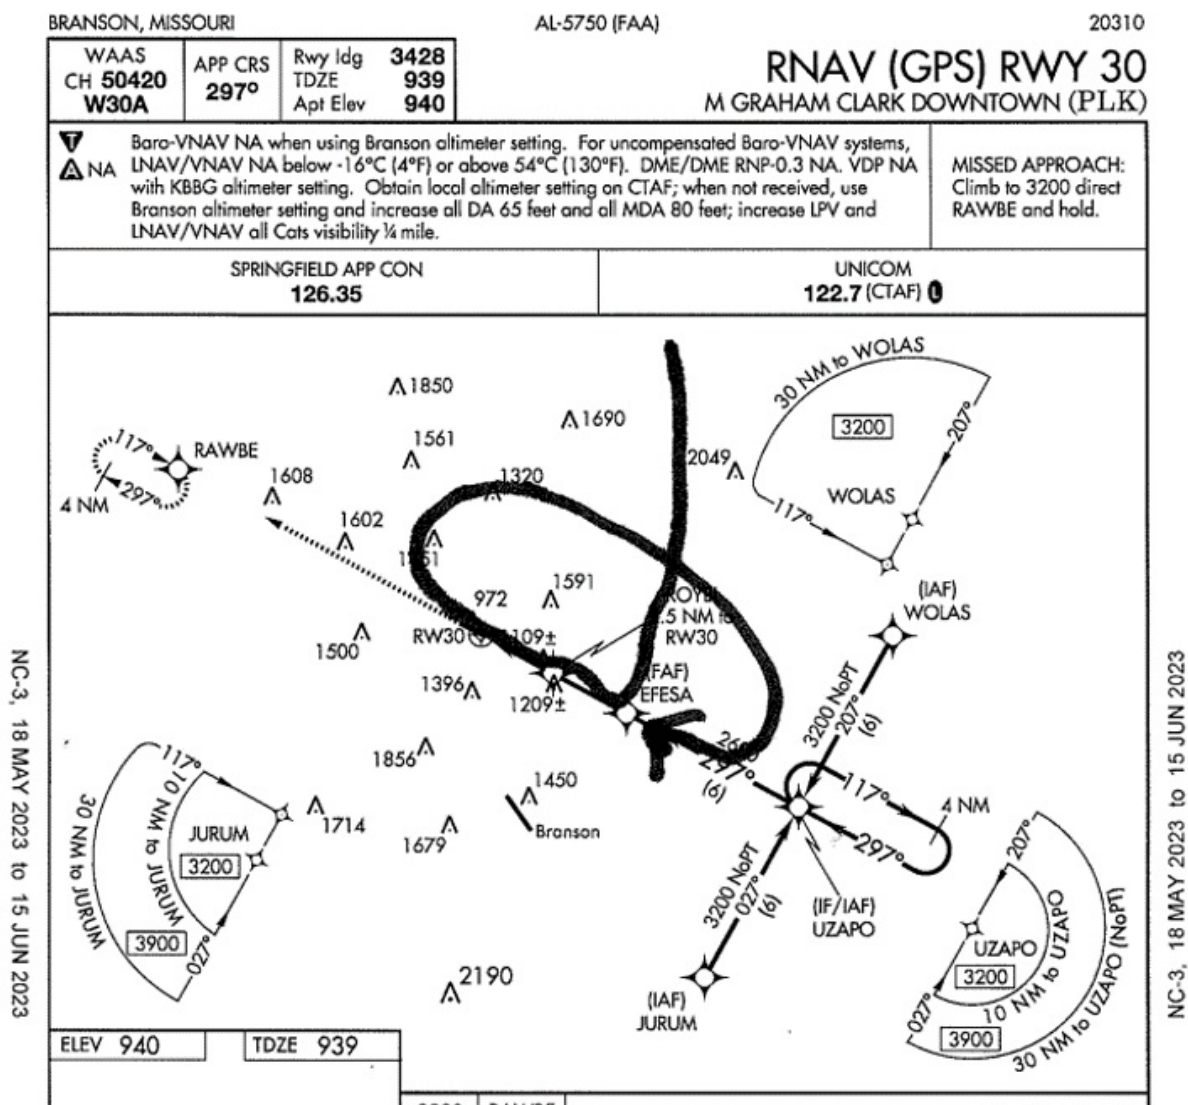 BRANSON, MISSOURI
AL-5750 (FAA)
20310
WAAS
CH 50420
W30A
APP CRS
297°
Rwy ldg 3428
TDZE 939
Apt Elev 940
RNAV (GPS) RWY 30
M GRAHAM CLARK DOWNTOWN (PLK)
T
A NA
Baro-VNAV NA when using Branson altimeter setting. For uncompensated Baro-VNAV systems,
LNAV/VNAV NA below -16°C (4°F) or above 54°C (130°F). DME/DME RNP-0.3 NA. VDP NA
with KBBG altimeter setting. Obtain local altimeter setting on CTAF; when not received, use
Branson altimeter setting and increase all DA 65 feet and all MDA 80 feet; increase LPV and
LNAV/VNAV all Cats visibility ¼ mile.
MISSED APPROACH:
Climb to 3200 direct
RAWBE and hold.
SPRINGFIELD APP CON
126.35
UNICOM
122.7 (CTAF) L
1850
1690
1561
1320
2049
30 NM to WOLAS
3200
207°
117°
WOLAS
117°
297°
4 NM
RAWBE
1608
1602
1591
972
RW30
1109±
.5 NM
RW30
(IAF)
WOLAS
1500
1396
1209±
(FAF)
EFESA
3200 NoPT
207°
(6)
1856
297°
(6)
117°
4 NM
297°
1450
Branson
1714
1679
117°
10 NM to JURUM
30 NM to JURUM
JURUM
3200
3900
027°
3200 NoPT
027°
(6)
(IF/IAF)
UZAPO
207°
UZAPO
3200
10 NM to UZAPO
3900
30 NM to UZAPO (NoPT)
027°
2190
(IAF)
JURUM
ELEV 940
TDZE 939
NC-3, 18 MAY 2023 to 15 JUN 2023
NC-3, 18 MAY 2023 to 15 JUN 2023